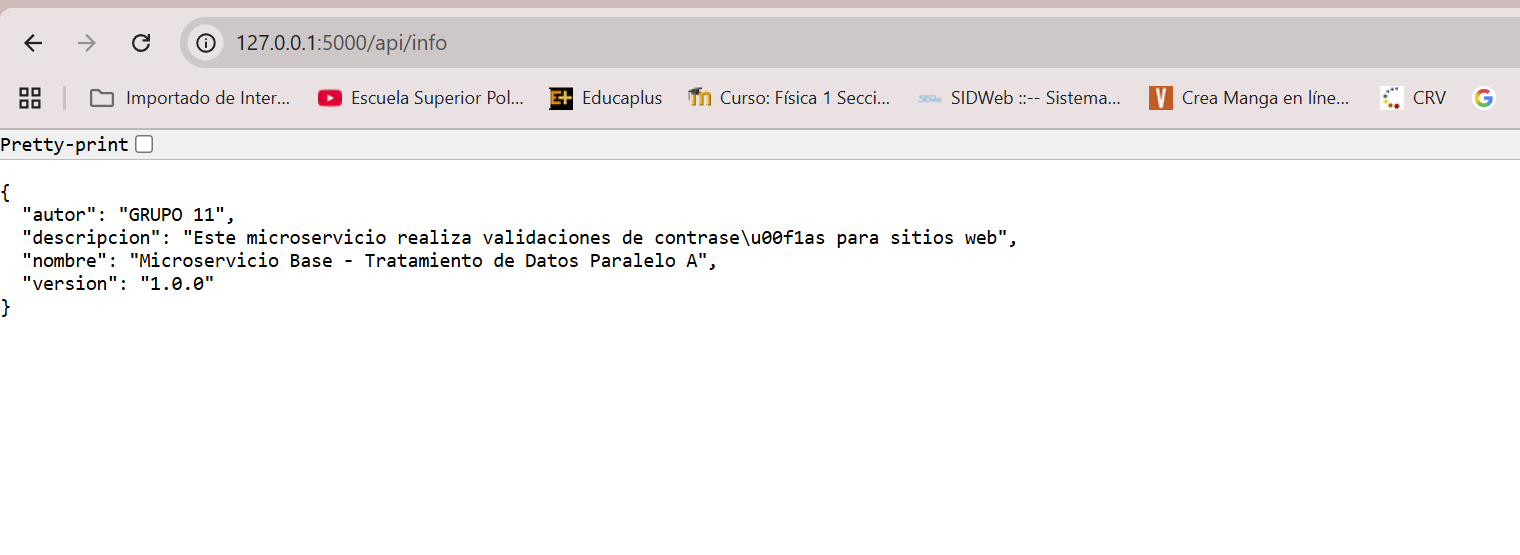 127.0.0.1:5000/api/info
Importado de Inter... Escuela Superior Pol... Educaplus Curso: Física 1 Secci... SIDWeb ::-- Sistema... Crea Manga en líne... CRV
Pretty-print
{
  "autor": "GRUPO 11",
  "descripcion": "Este microservicio realiza validaciones de contrase\u00f1as para sitios web",
  "nombre": "Microservicio Base - Tratamiento de Datos Paralelo A",
  "version": "1.0.0"
}